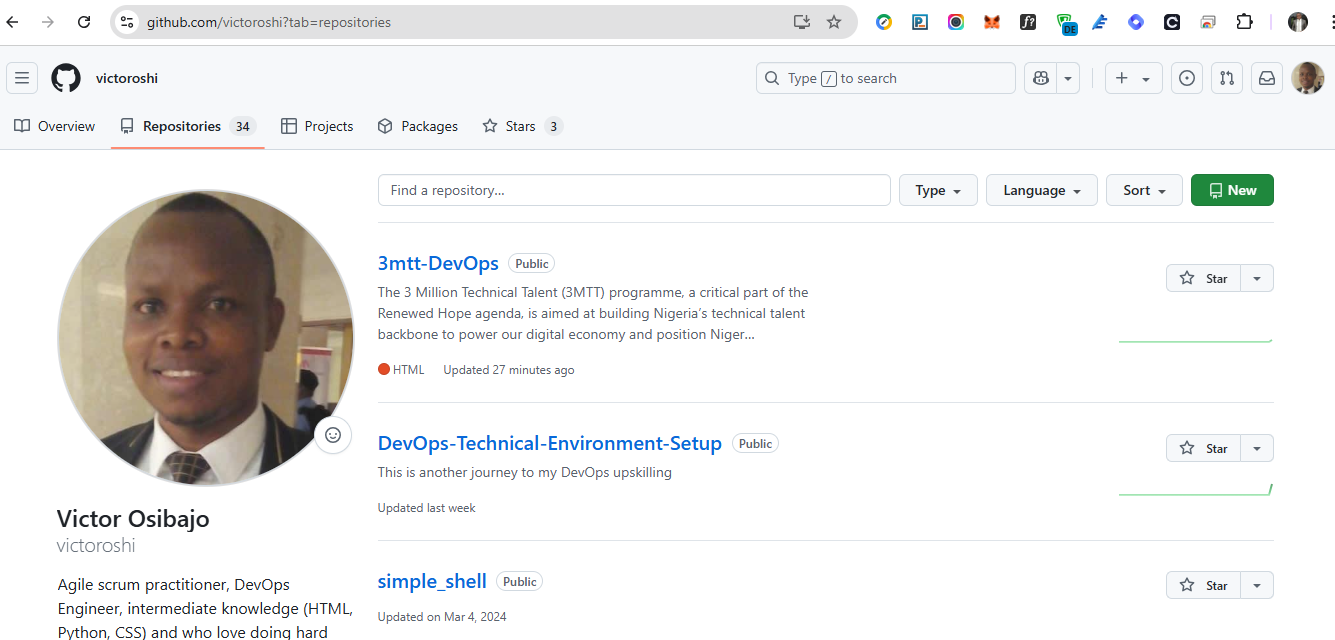 github.com/victoroshi?tab=repositories
DE
victoroshi
Type / to search
Overview
Repositories 34
Projects
Packages
Stars 3
Find a repository...
Type
Language
Sort
New
3mtt-DevOps Public
Star
The 3 Million Technical Talent (3MTT) programme, a critical part of the
Renewed Hope agenda, is aimed at building Nigeria's technical talent
backbone to power our digital economy and position Niger...
HTML Updated 27 minutes ago
DevOps-Technical-Environment-Setup Public
Star
This is another journey to my DevOps upskilling
Updated last week
simple_shell Public
Star
Updated on Mar 4, 2024
Victor Osibajo
victoroshi
Agile scrum practitioner, DevOps
Engineer, intermediate knowledge (HTML,
Python, CSS) and who love doing hard